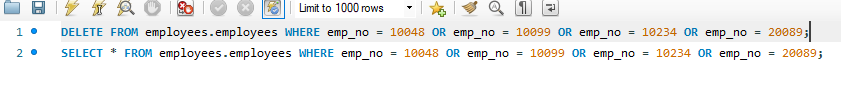 Limit to 1000 rows
1 DELETE FROM employees.employees WHERE emp_no = 10048 OR emp_no = 10099 OR emp_no = 10234 OR emp_no = 20089;
2 SELECT * FROM employees.employees WHERE emp_no = 10048 OR emp_no = 10099 OR emp_no = 10234 OR emp_no = 20089;